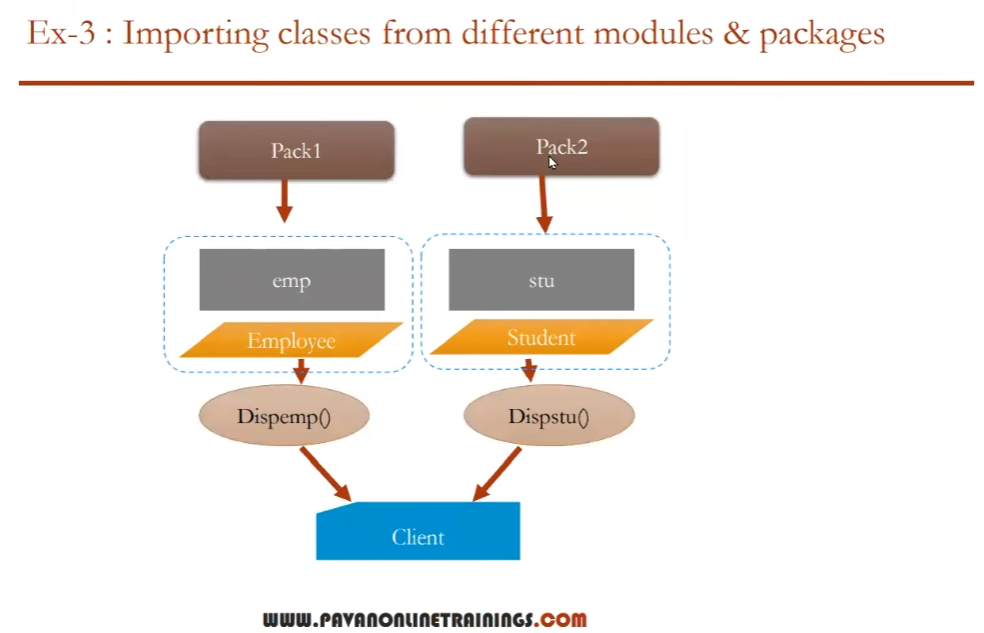 Ex-3 : Importing classes from different modules & packages
Pack1
Pack2
emp
stu
Employee
Student
Dispemp()
Dispstu()
Client
WWW.PAVANONLINETRAININGS.COM